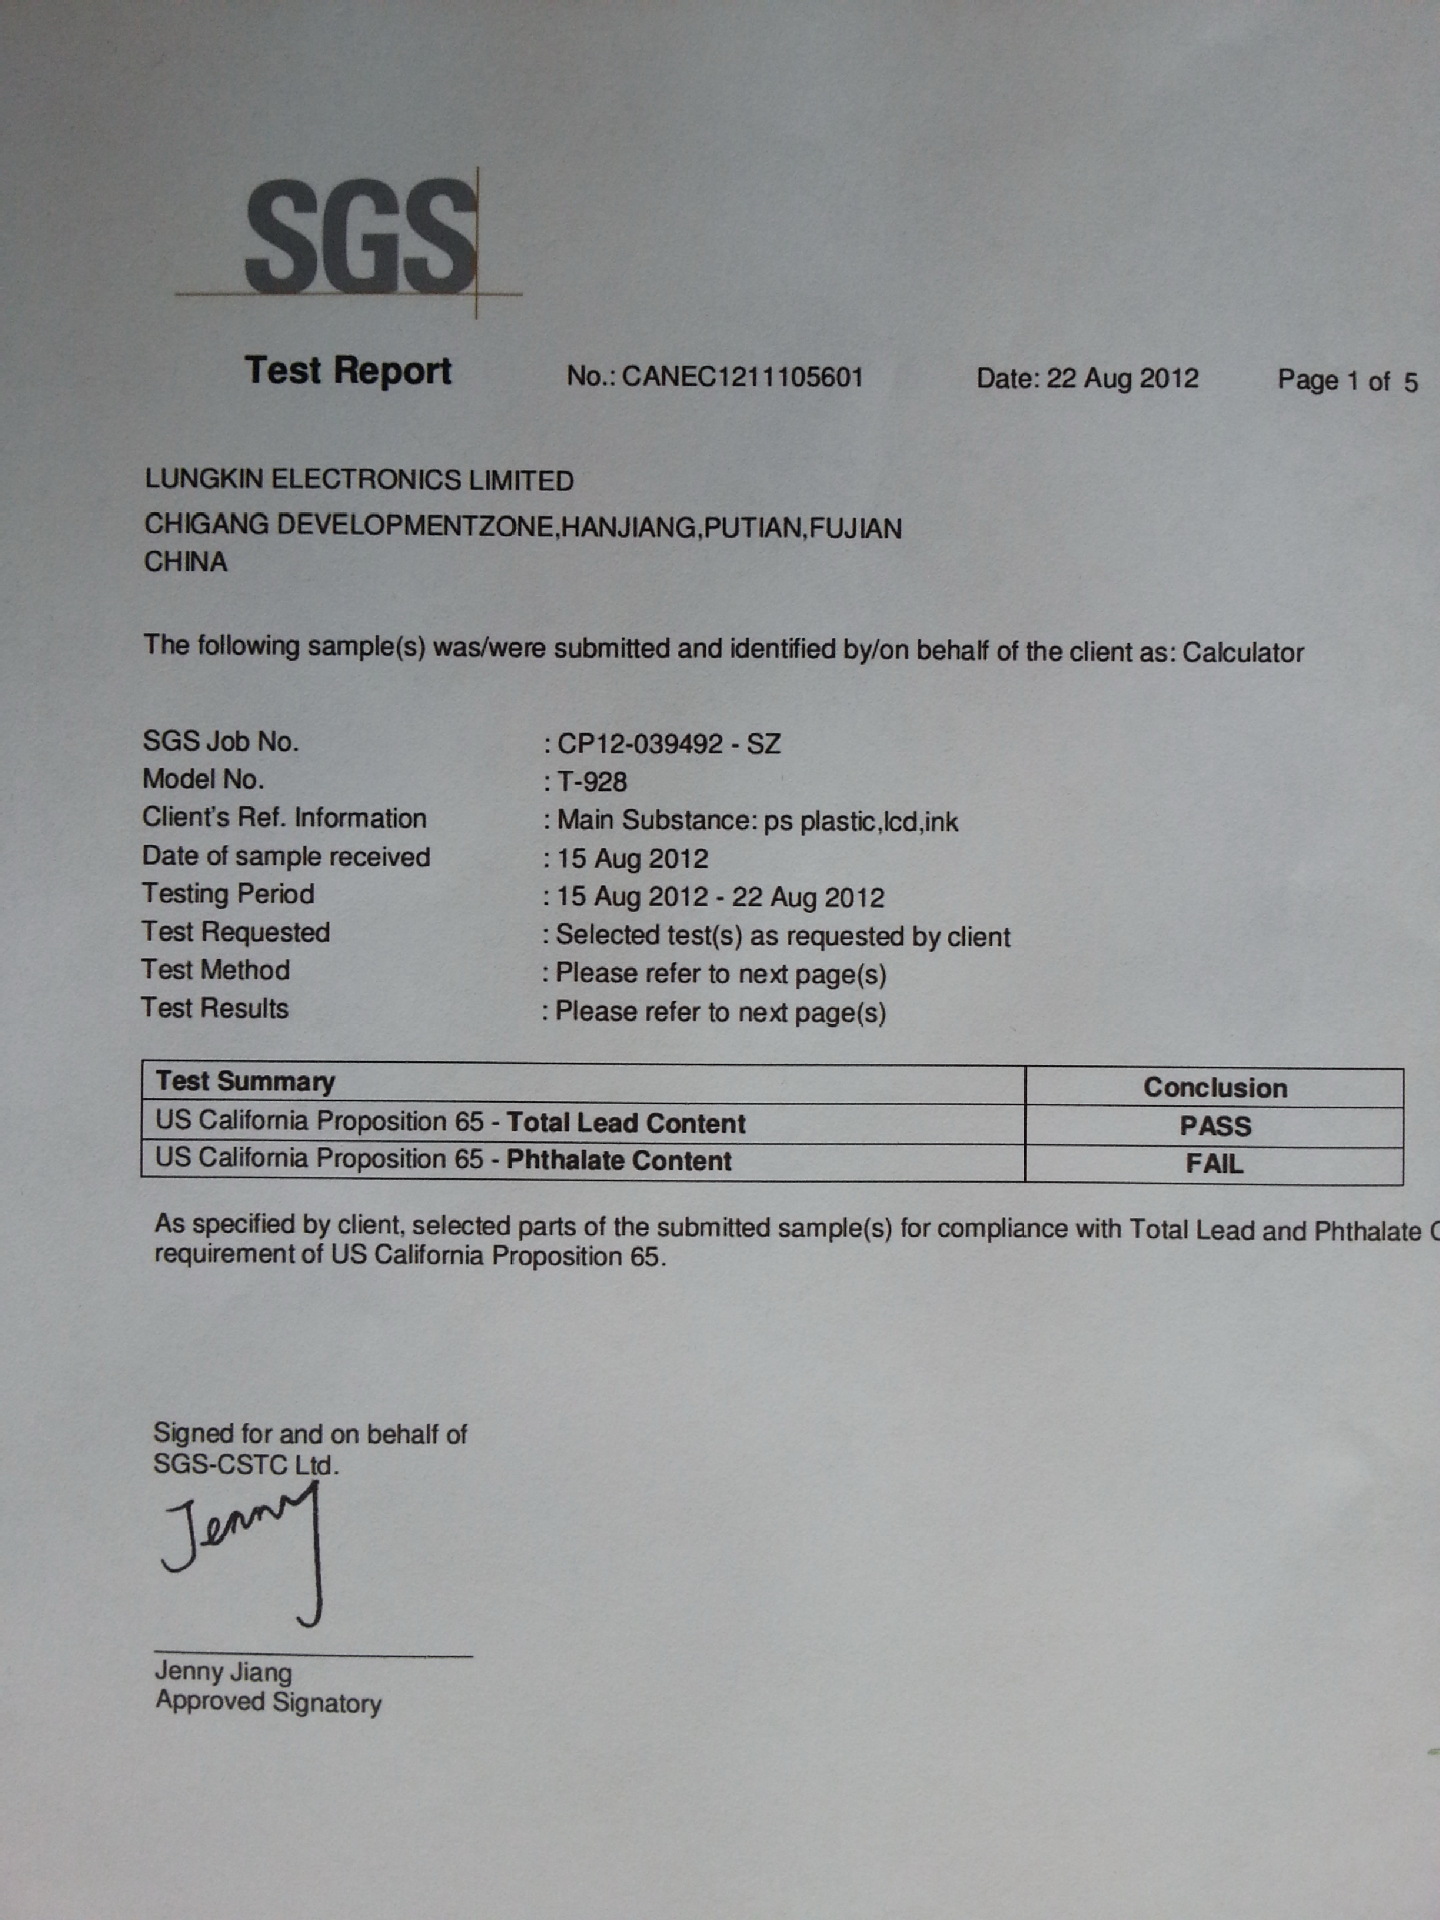 SGS
Test Report No.: CANEC1211105601 Date: 22 Aug 2012 Page 1 of 5
LUNGKIN ELECTRONICS LIMITED
CHIGANG DEVELOPMENTZONE,HANJIANG,PUTIAN,FUJIAN
CHINA
The following sample(s) was/were submitted and identified by/on behalf of the client as: Calculator
SGS Job No. : CP12-039492 - SZ
Model No. : T-928
Client's Ref. Information : Main Substance: ps plastic,lcd,ink
Date of sample received : 15 Aug 2012
Testing Period : 15 Aug 2012 - 22 Aug 2012
Test Requested : Selected test(s) as requested by client
Test Method : Please refer to next page(s)
Test Results : Please refer to next page(s)
Test Summary Conclusion
US California Proposition 65 - Total Lead Content PASS
US California Proposition 65 - Phthalate Content FAIL
As specified by client, selected parts of the submitted sample(s) for compliance with Total Lead and Phthalate
requirement of US California Proposition 65.
Signed for and on behalf of
SGS-CSTC Ltd.
Jenny
Jenny Jiang
Approved Signatory